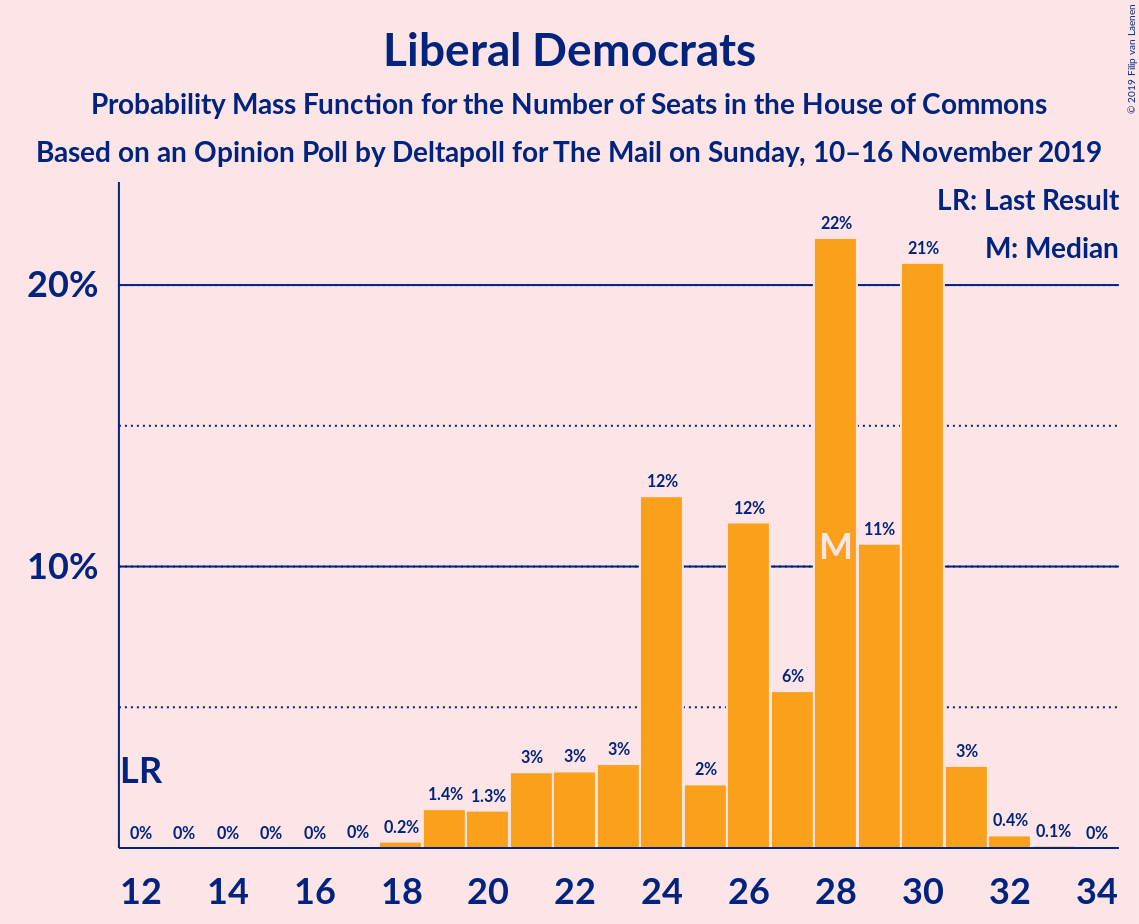 Liberal Democrats
Probability Mass Function for the Number of Seats in the House of Commons
Based on an Opinion Poll by Deltapoll for The Mail on Sunday, 10–16 November 2019
© 2019 Filip van Laenen
LR: Last Result
M: Median
20%
10%
LR
M
0% 0% 0% 0% 0% 0% 0.2% 1.4% 1.3% 3% 3% 3% 12% 2% 12% 6% 22% 11% 21% 3% 0.4% 0.1% 0%
12 14 16 18 20 22 24 26 28 30 32 34